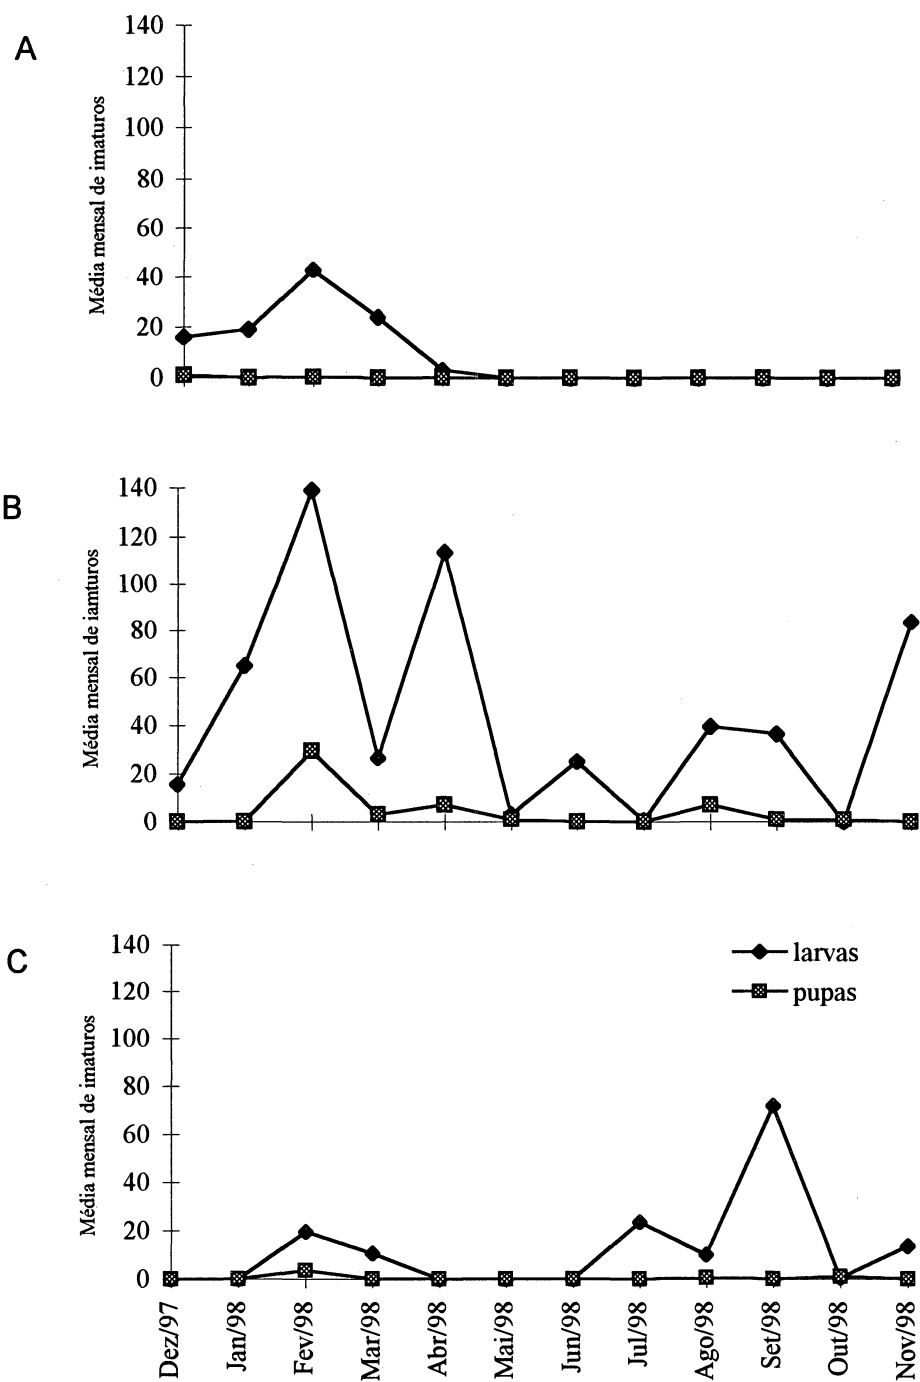 A
Média mensal de imaturos
140
120
100
80
60
40
20
0
B
Média mensal de iamturos
140
120
100
80
60
40
20
0
C
Média mensal de imaturos
140
120
100
80
60
40
20
0
larvas
pupas
Dez/97
Jan/98
Fev/98
Mar/98
Abr/98
Mai/98
Jun/98
Jul/98
Ago/98
Set/98
Out/98
Nov/98